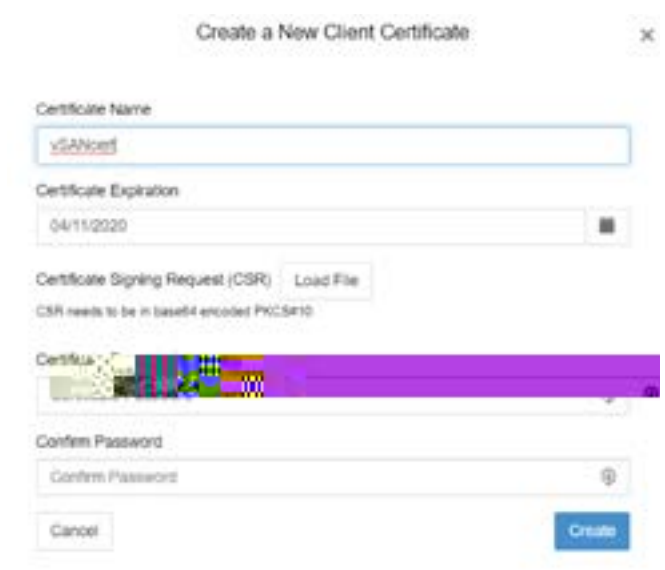 Create a New Client Certificate
Certificate Name
vSANcert
Certificate Expiration
04/11/2020
Certificate Signing Request (CSR) Load File
CSR needs to be in base64 encoded PKCS#10
Confirm Password
Confirm Password
Cancel Create